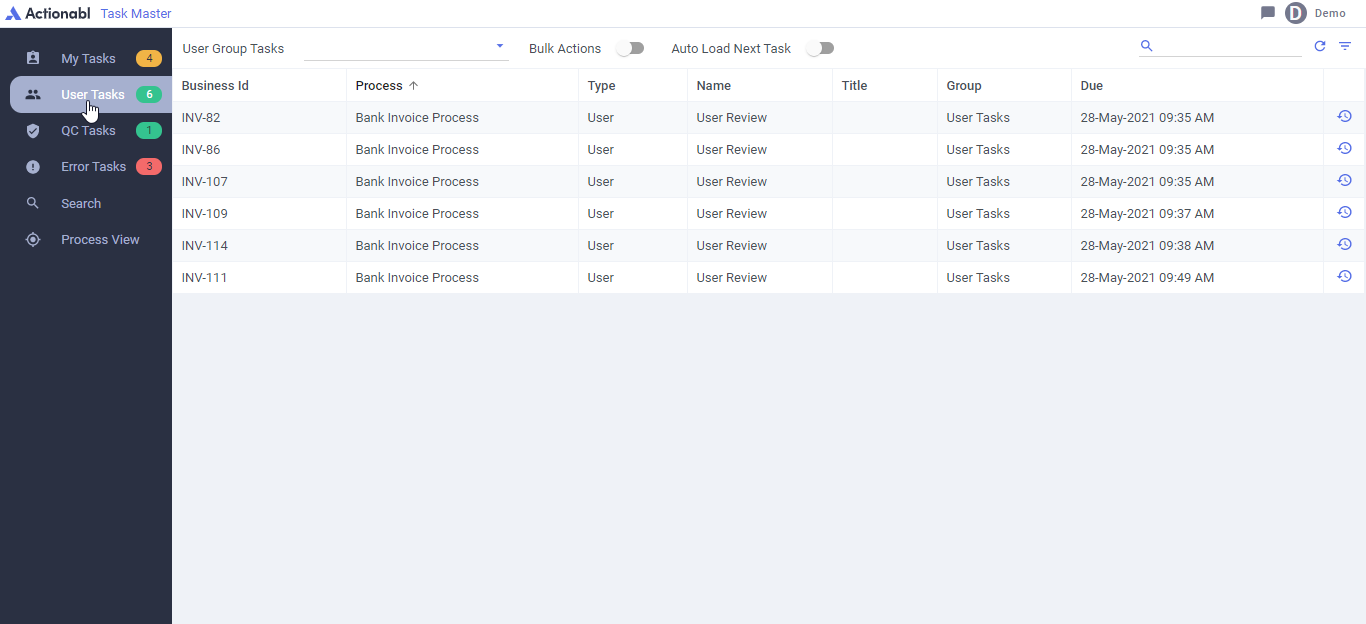 Actionabl Task Master D Demo
My Tasks 4
User Tasks 6
QC Tasks 1
Error Tasks 3
Search
Process View
User Group Tasks Bulk Actions Auto Load Next Task
Business Id Process Type Name Title Group Due
INV-82 Bank Invoice Process User User Review User Tasks 28-May-2021 09:35 AM
INV-86 Bank Invoice Process User User Review User Tasks 28-May-2021 09:35 AM
INV-107 Bank Invoice Process User User Review User Tasks 28-May-2021 09:35 AM
INV-109 Bank Invoice Process User User Review User Tasks 28-May-2021 09:37 AM
INV-114 Bank Invoice Process User User Review User Tasks 28-May-2021 09:38 AM
INV-111 Bank Invoice Process User User Review User Tasks 28-May-2021 09:49 AM